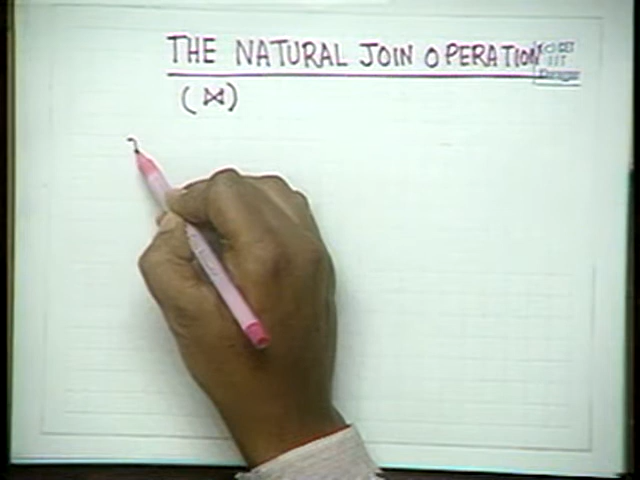 THE NATURAL JOIN OPERATION
(⋈)